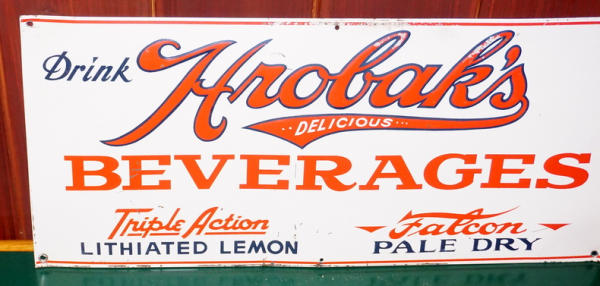 Drink Hrobak's
··DELICIOUS···
BEVERAGES
Triple Action
LITHIATED LEMON
Falcon
PALE DRY